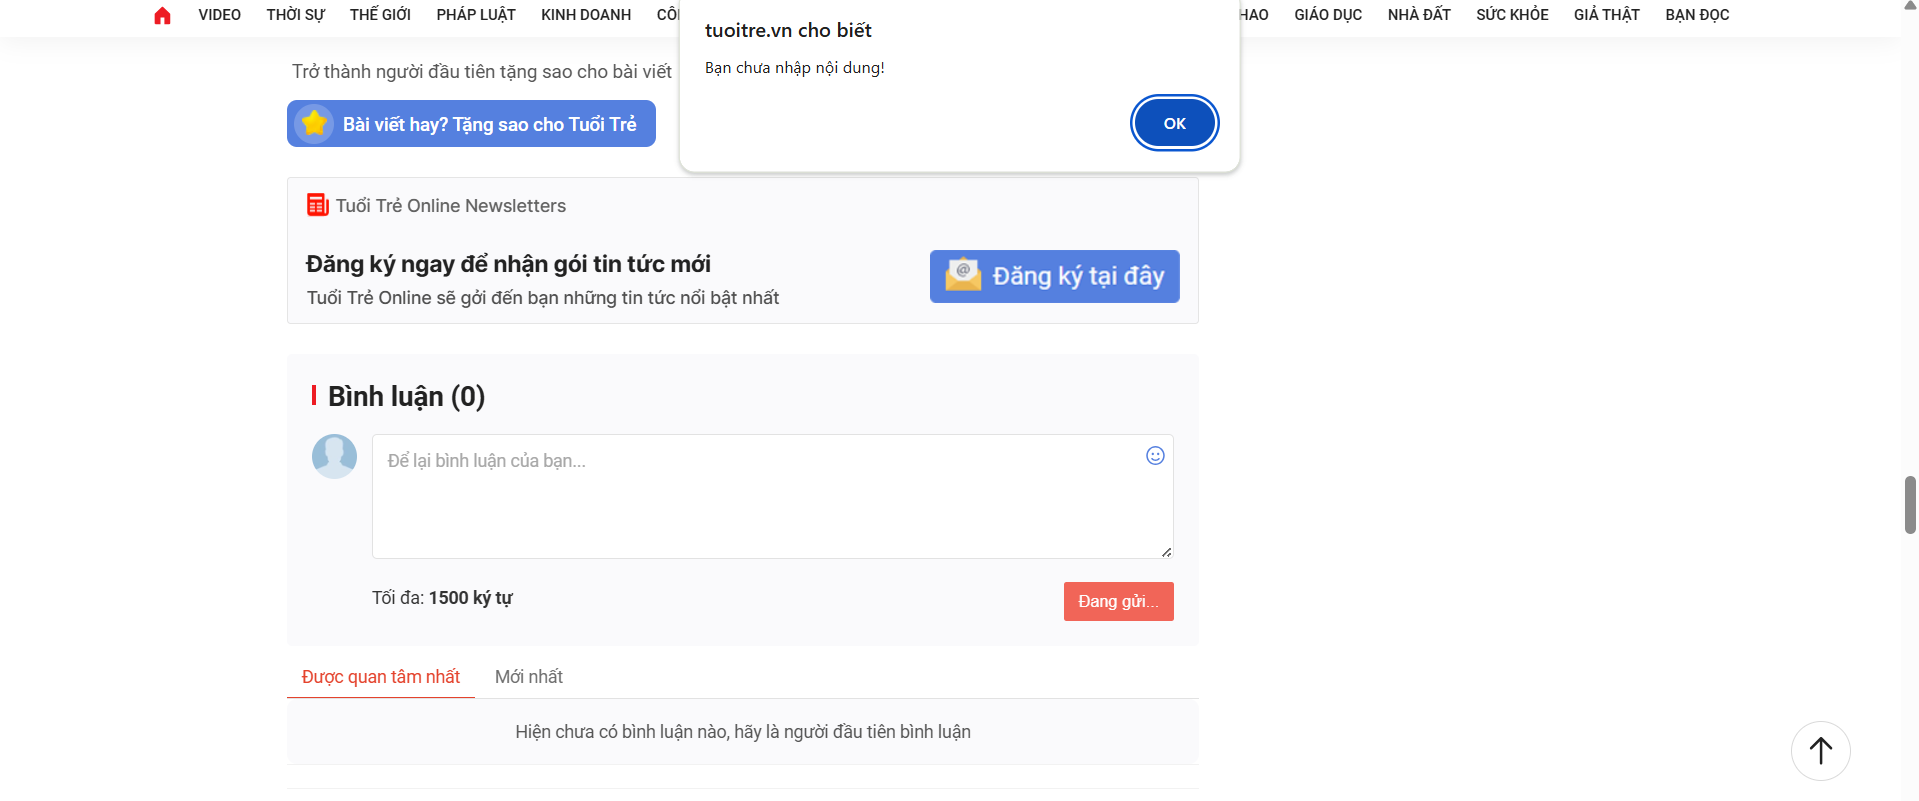 VIDEO THỜI SỰ THẾ GIỚI PHÁP LUẬT KINH DOANH HAO GIÁO DỤC NHÀ ĐẤT SỨC KHỎE GIẢ THẬT BẠN ĐỌC
tuoitre.vn cho biết
Bạn chưa nhập nội dung!
OK
Trở thành người đầu tiên tặng sao cho bài viết
Bài viết hay? Tặng sao cho Tuổi Trẻ
Tuổi Trẻ Online Newsletters
Đăng ký ngay để nhận gói tin tức mới
Tuổi Trẻ Online sẽ gởi đến bạn những tin tức nổi bật nhất
Đăng ký tại đây
Bình luận (0)
Để lại bình luận của bạn...
Tối đa: 1500 ký tự
Đang gửi...
Được quan tâm nhất Mới nhất
Hiện chưa có bình luận nào, hãy là người đầu tiên bình luận